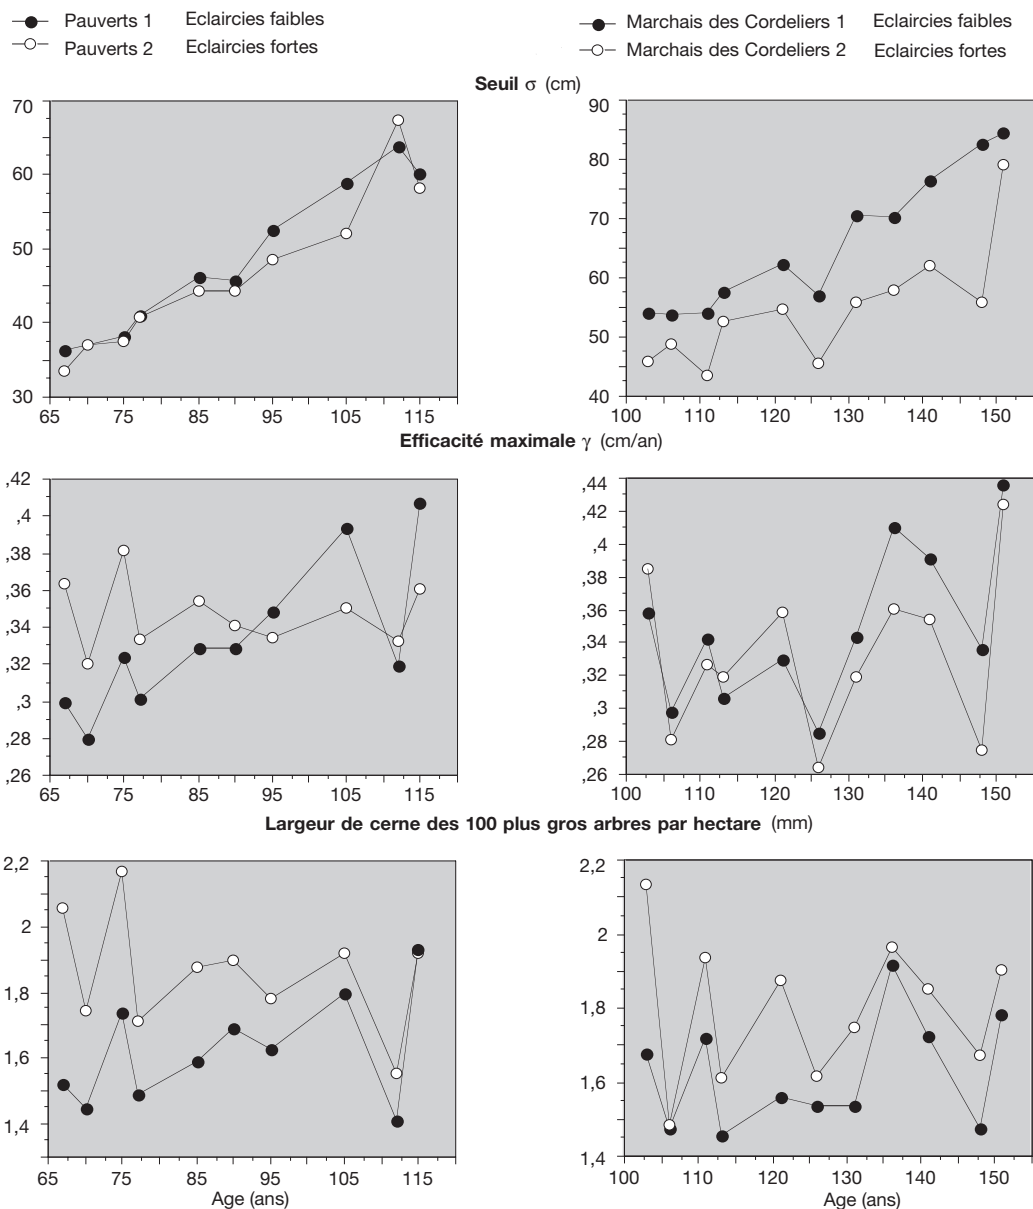 Pauverts 1 Eclaircies faibles
Pauverts 2 Eclaircies fortes
Marchais des Cordeliers 1 Eclaircies faibles
Marchais des Cordeliers 2 Eclaircies fortes
Seuil σ (cm)
70
60
50
40
30
65 75 85 95 105 115
90
80
70
60
50
40
100 110 120 130 140 150
Efficacité maximale γ (cm/an)
,42
,4
,38
,36
,34
,32
,3
,28
,26
65 75 85 95 105 115
,44
,42
,4
,38
,36
,34
,32
,3
,28
,26
100 110 120 130 140 150
Largeur de cerne des 100 plus gros arbres par hectare (mm)
2,2
2
1,8
1,6
1,4
65 75 85 95 105 115
Age (ans)
2,2
2
1,8
1,6
1,4
100 110 120 130 140 150
Age (ans)